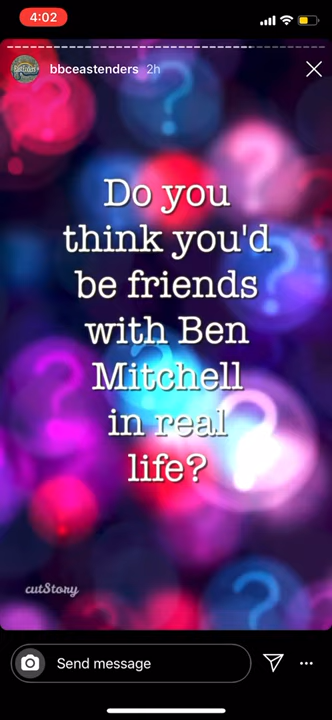 4:02
bbceastenders 2h
Do you
think you'd
be friends
with Ben
Mitchell
in real
life?
cutStory
Send message